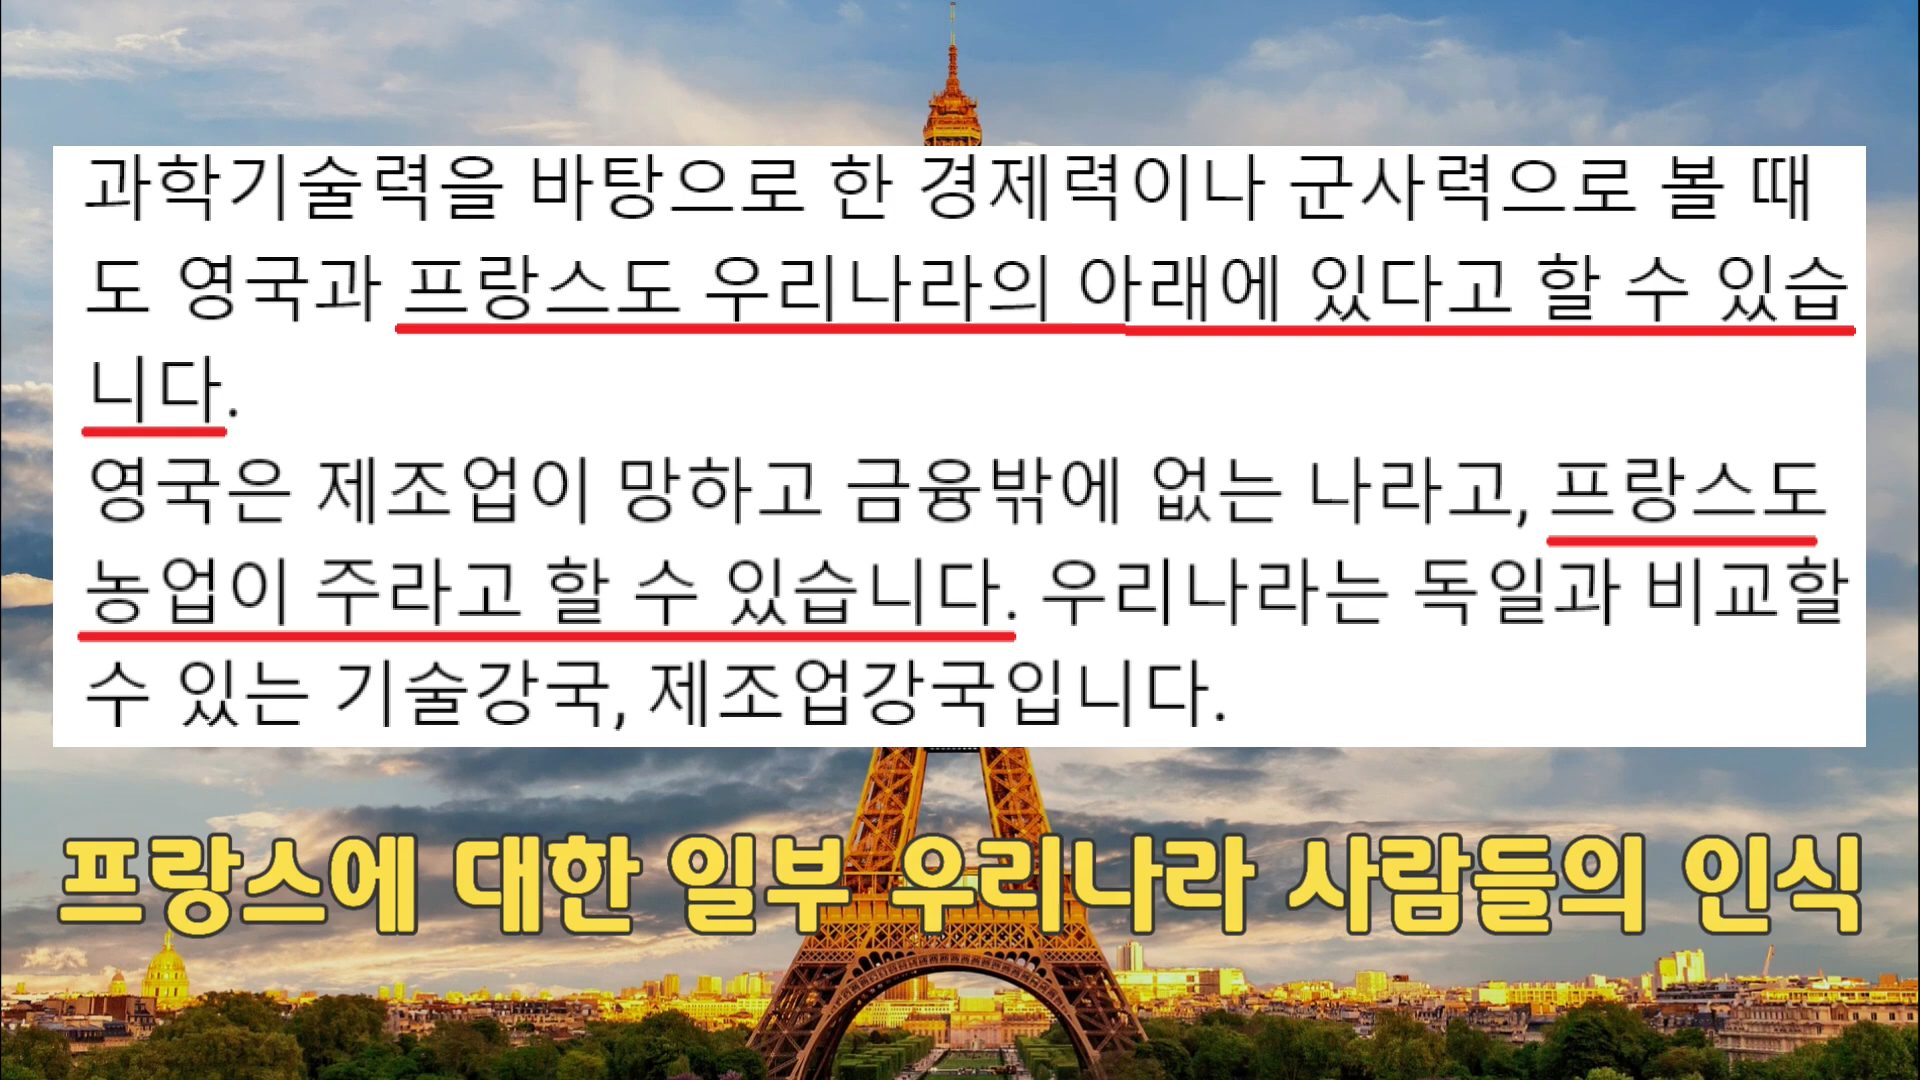 과학기술력을 바탕으로 한 경제력이나 군사력으로 볼 때
도 영국과 프랑스도 우리나라의 아래에 있다고 할 수 있습
니다.
영국은 제조업이 망하고 금융밖에 없는 나라고, 프랑스도
농업이 주라고 할 수 있습니다. 우리나라는 독일과 비교할
수 있는 기술강국, 제조업강국입니다.
프랑스에 대한 일부 우리나라 사람들의 인식